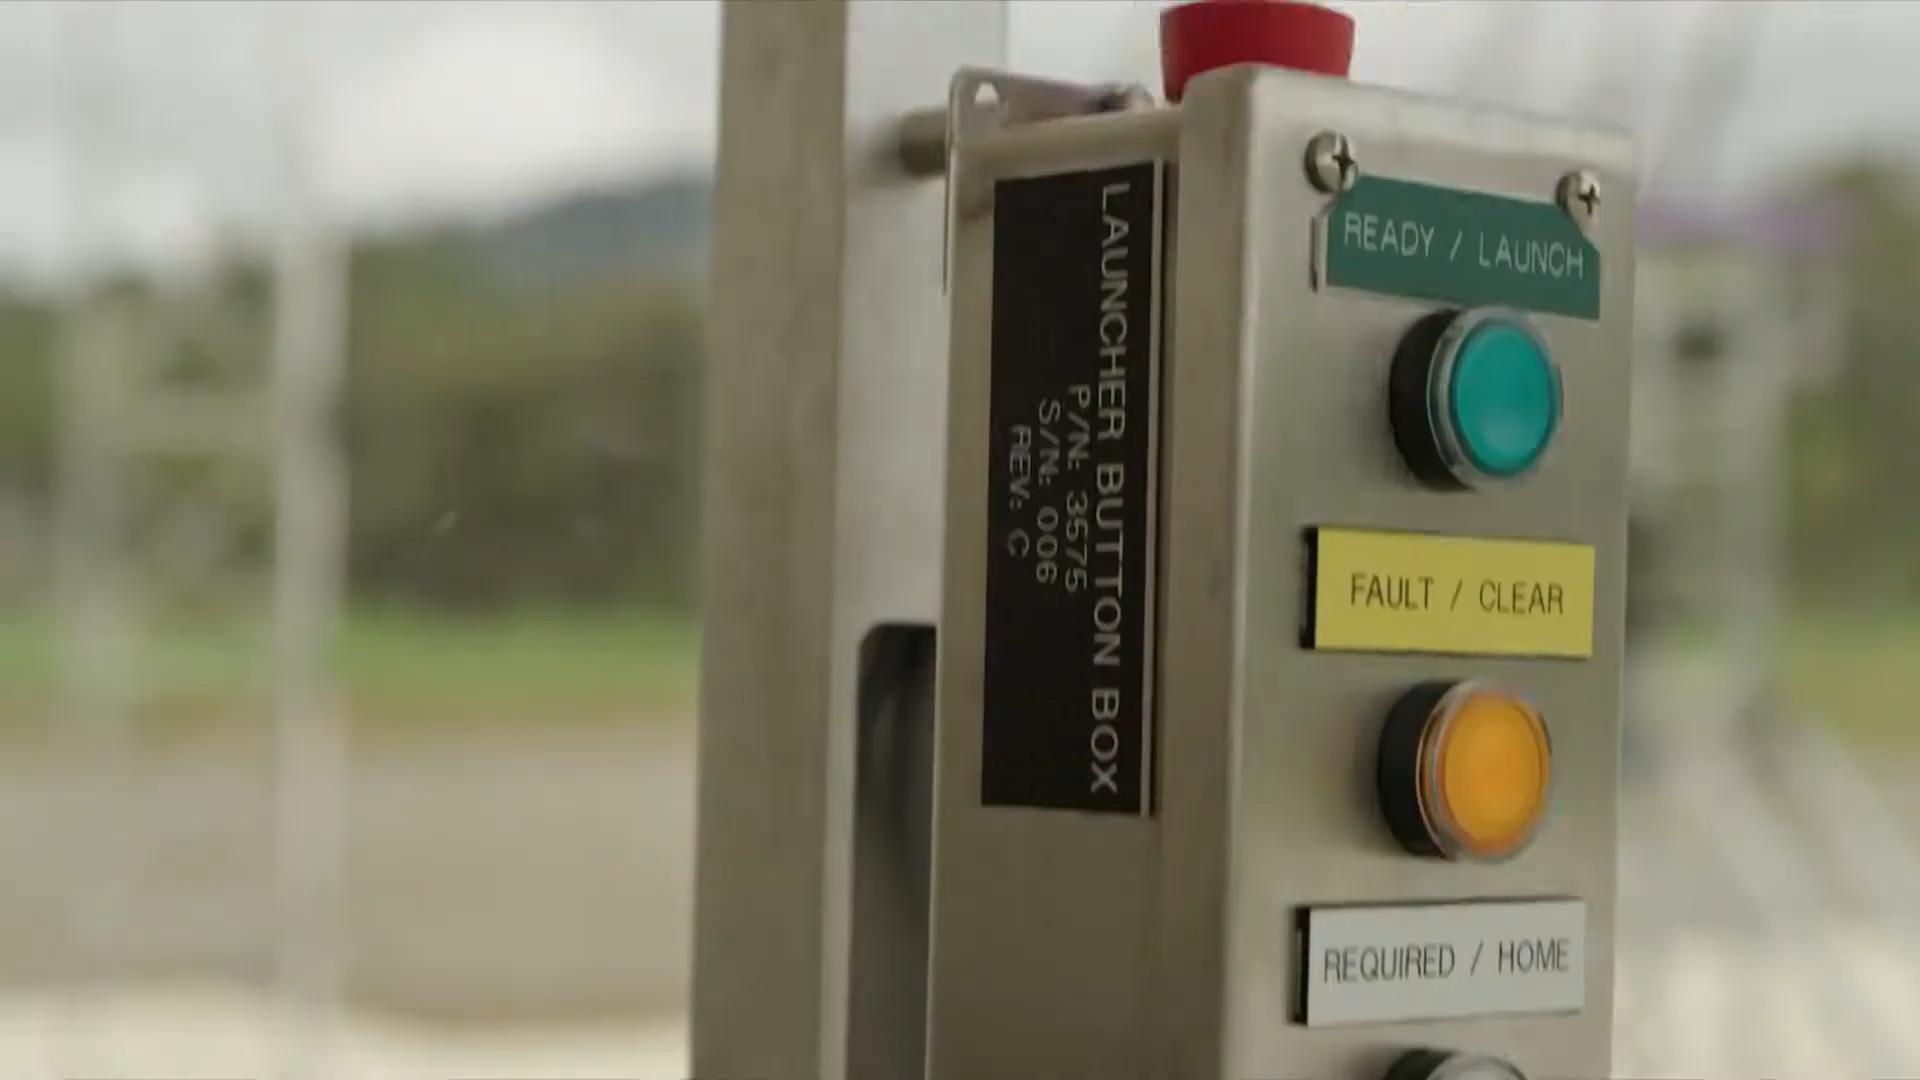 LAUNCHER BUTTON BOX
P/N: 3575
S/N: 006
REV: C
READY / LAUNCH
FAULT / CLEAR
REQUIRED / HOME